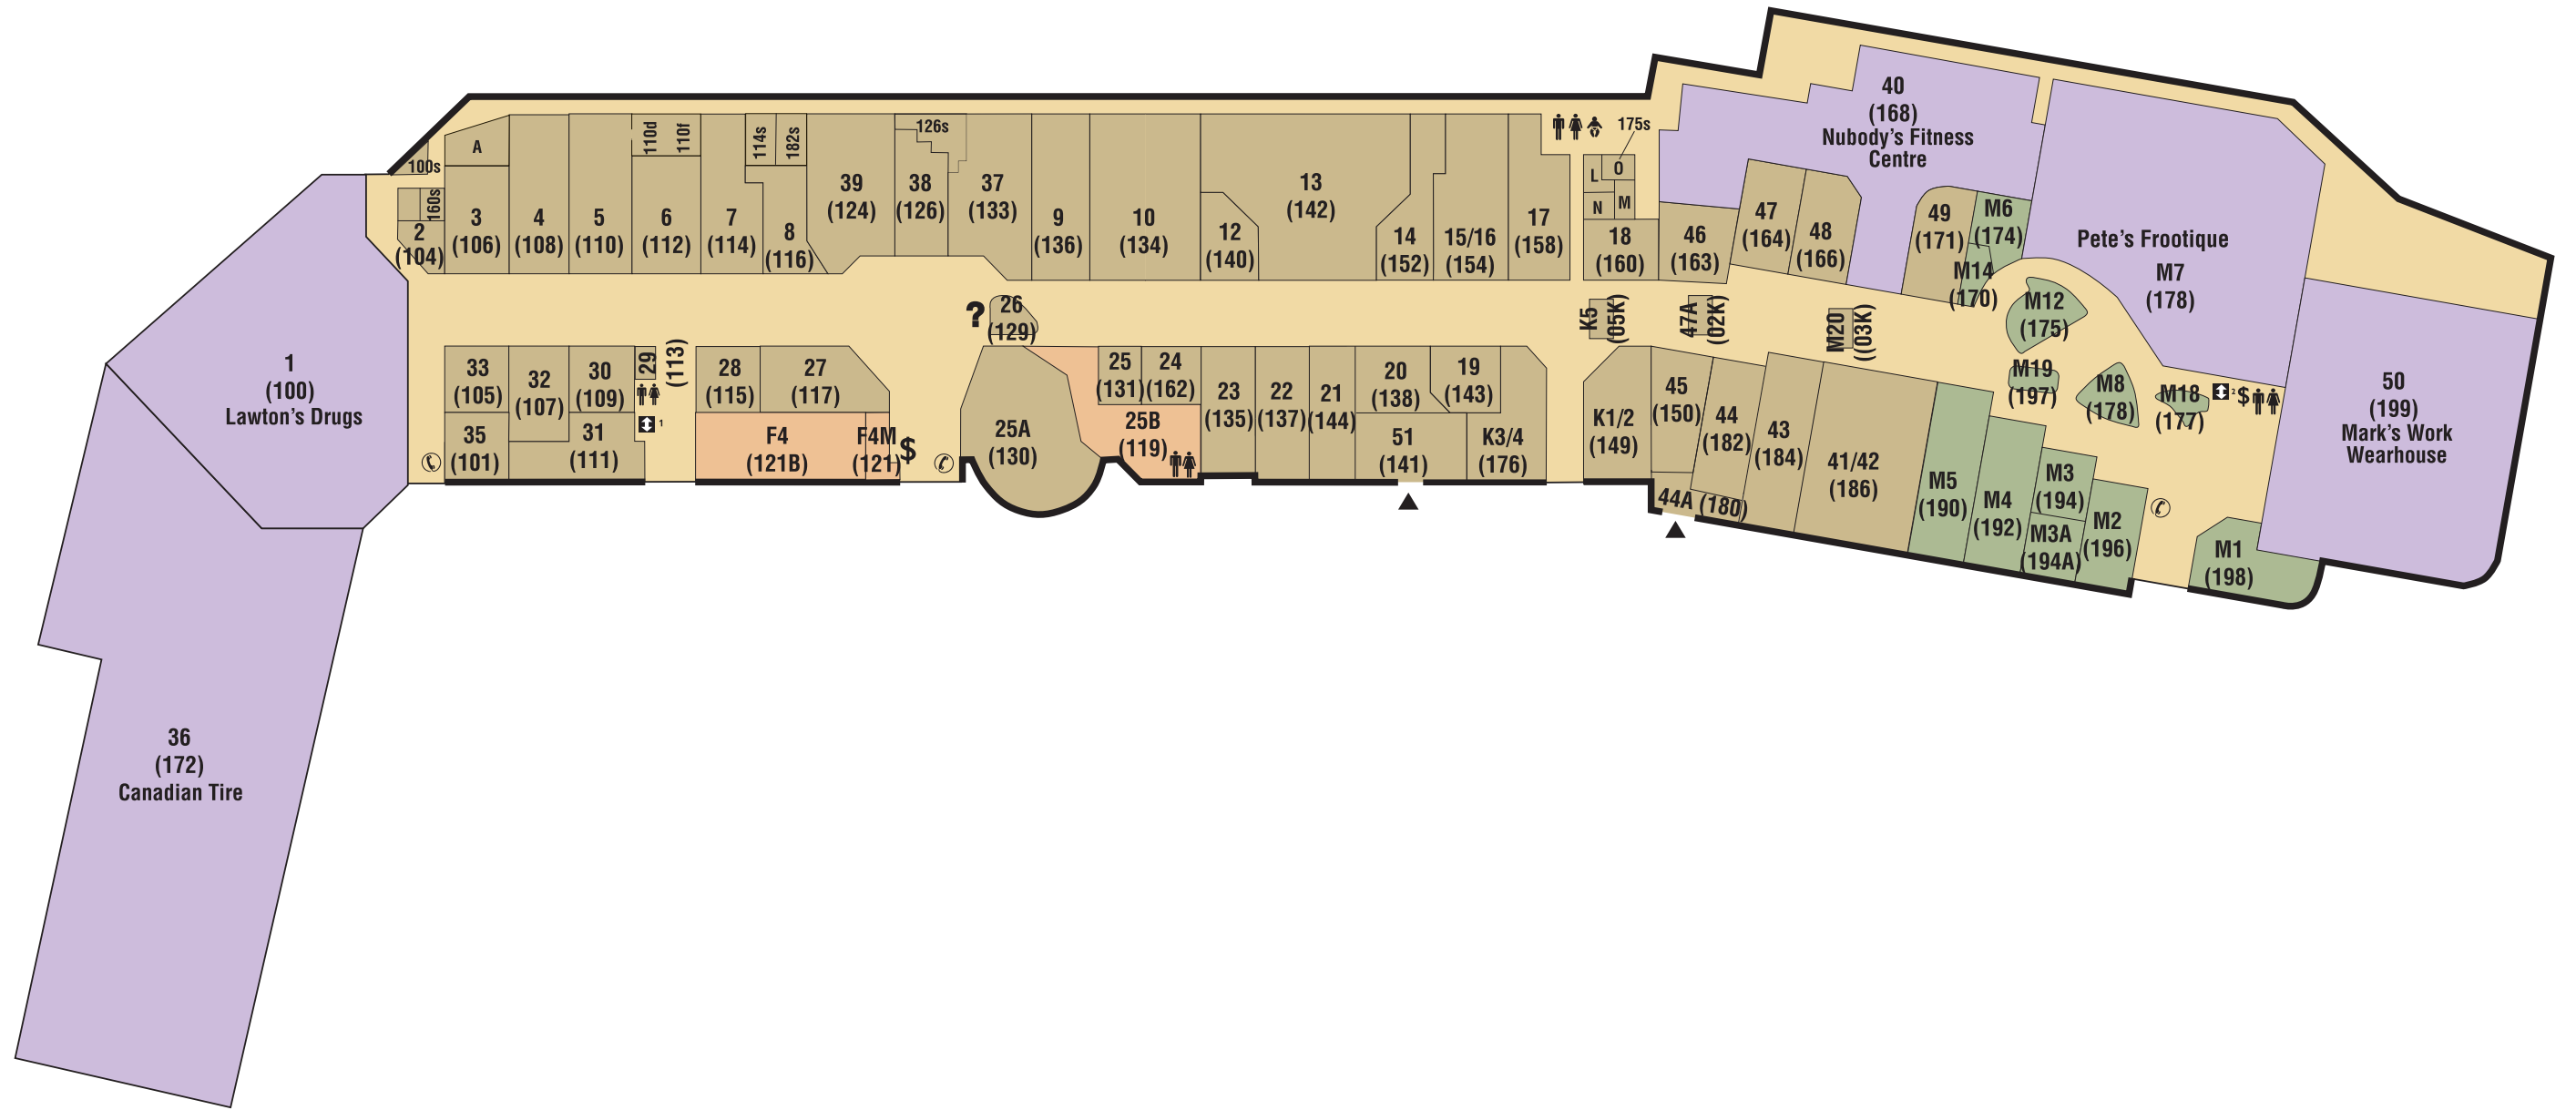 1
(100)
Lawton's Drugs
36
(172)
Canadian Tire
100s
160s
2
(104)
A
3
(106)
4
(108)
5
(110)
110d
110f
6
(112)
7
(114)
114s
182s
8
(116)
39
(124)
126s
38
(126)
37
(133)
9
(136)
10
(134)
12
(140)
13
(142)
14
(152)
15/16
(154)
17
(158)
175s
L
O
N
M
18
(160)
46
(163)
47
(164)
48
(166)
40
(168)
Nubody's Fitness
Centre
49
(171)
M6
(174)
M14
(170)
Pete's Frootique
M7
(178)
50
(199)
Mark's Work
Wearhouse
?
26
(129)
K5
(05K)
47A
(02K)
M20
((03K)
M12
(175)
M19
(197)
M8
(178)
M18
(177)
2
$
33
(105)
35
(101)
32
(107)
30
(109)
31
(111)
29
(113)
1
28
(115)
27
(117)
F4
(121B)
F4M
(121)
$
25A
(130)
25
(131)
24
(162)
25B
(119)
23
(135)
22
(137)
21
(144)
20
(138)
19
(143)
51
(141)
K3/4
(176)
K1/2
(149)
45
(150)
44
(182)
44A (180)
43
(184)
41/42
(186)
M5
(190)
M4
(192)
M3
(194)
M3A
(194A)
M2
(196)
M1
(198)